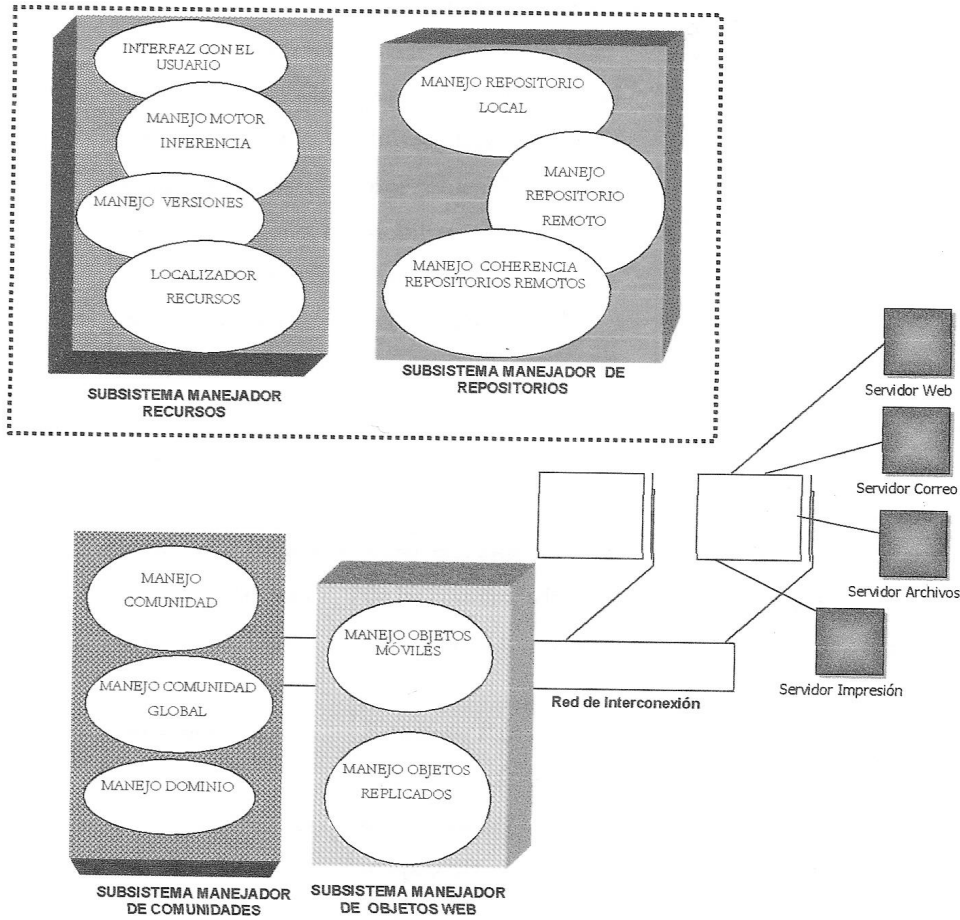 INTERFAZ CON EL
USUARIO
MANEJO MOTOR
INFERENCIA
MANEJO VERSIONES
LOCALIZADOR
RECURSOS
SUBSISTEMA MANEJADOR
RECURSOS
MANEJO REPOSITORIO
LOCAL
MANEJO
REPOSITORIO
REMOTO
MANEJO COHERENCIA
REPOSITORIOS REMOTOS
SUBSISTEMA MANEJADOR DE
REPOSITORIOS
Servidor Web
Servidor Correo
Servidor Archivos
Servidor Impresión
Red de Interconexión
MANEJO
COMUNIDAD
MANEJO COMUNIDAD
GLOBAL
MANEJO DOMINIO
SUBSISTEMA MANEJADOR
DE COMUNIDADES
MANEJO OBJETOS
MÓVILES
MANEJO OBJETOS
REPLICADOS
SUBSISTEMA MANEJADOR
DE OBJETOS WEB